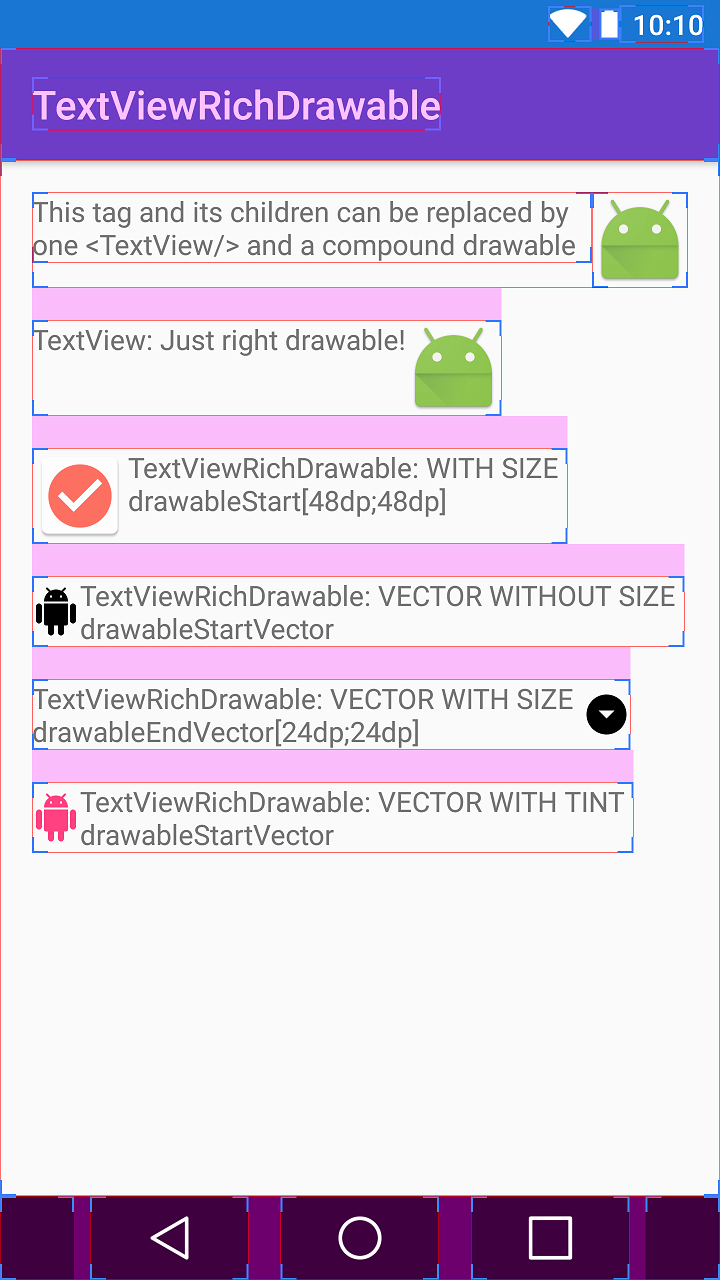 10:10
TextViewRichDrawable
This tag and its children can be replaced by
one <TextView/> and a compound drawable
TextView: Just right drawable!
TextViewRichDrawable: WITH SIZE
drawableStart[48dp;48dp]
TextViewRichDrawable: VECTOR WITHOUT SIZE
drawableStartVector
TextViewRichDrawable: VECTOR WITH SIZE
drawableEndVector[24dp;24dp]
TextViewRichDrawable: VECTOR WITH TINT
drawableStartVector